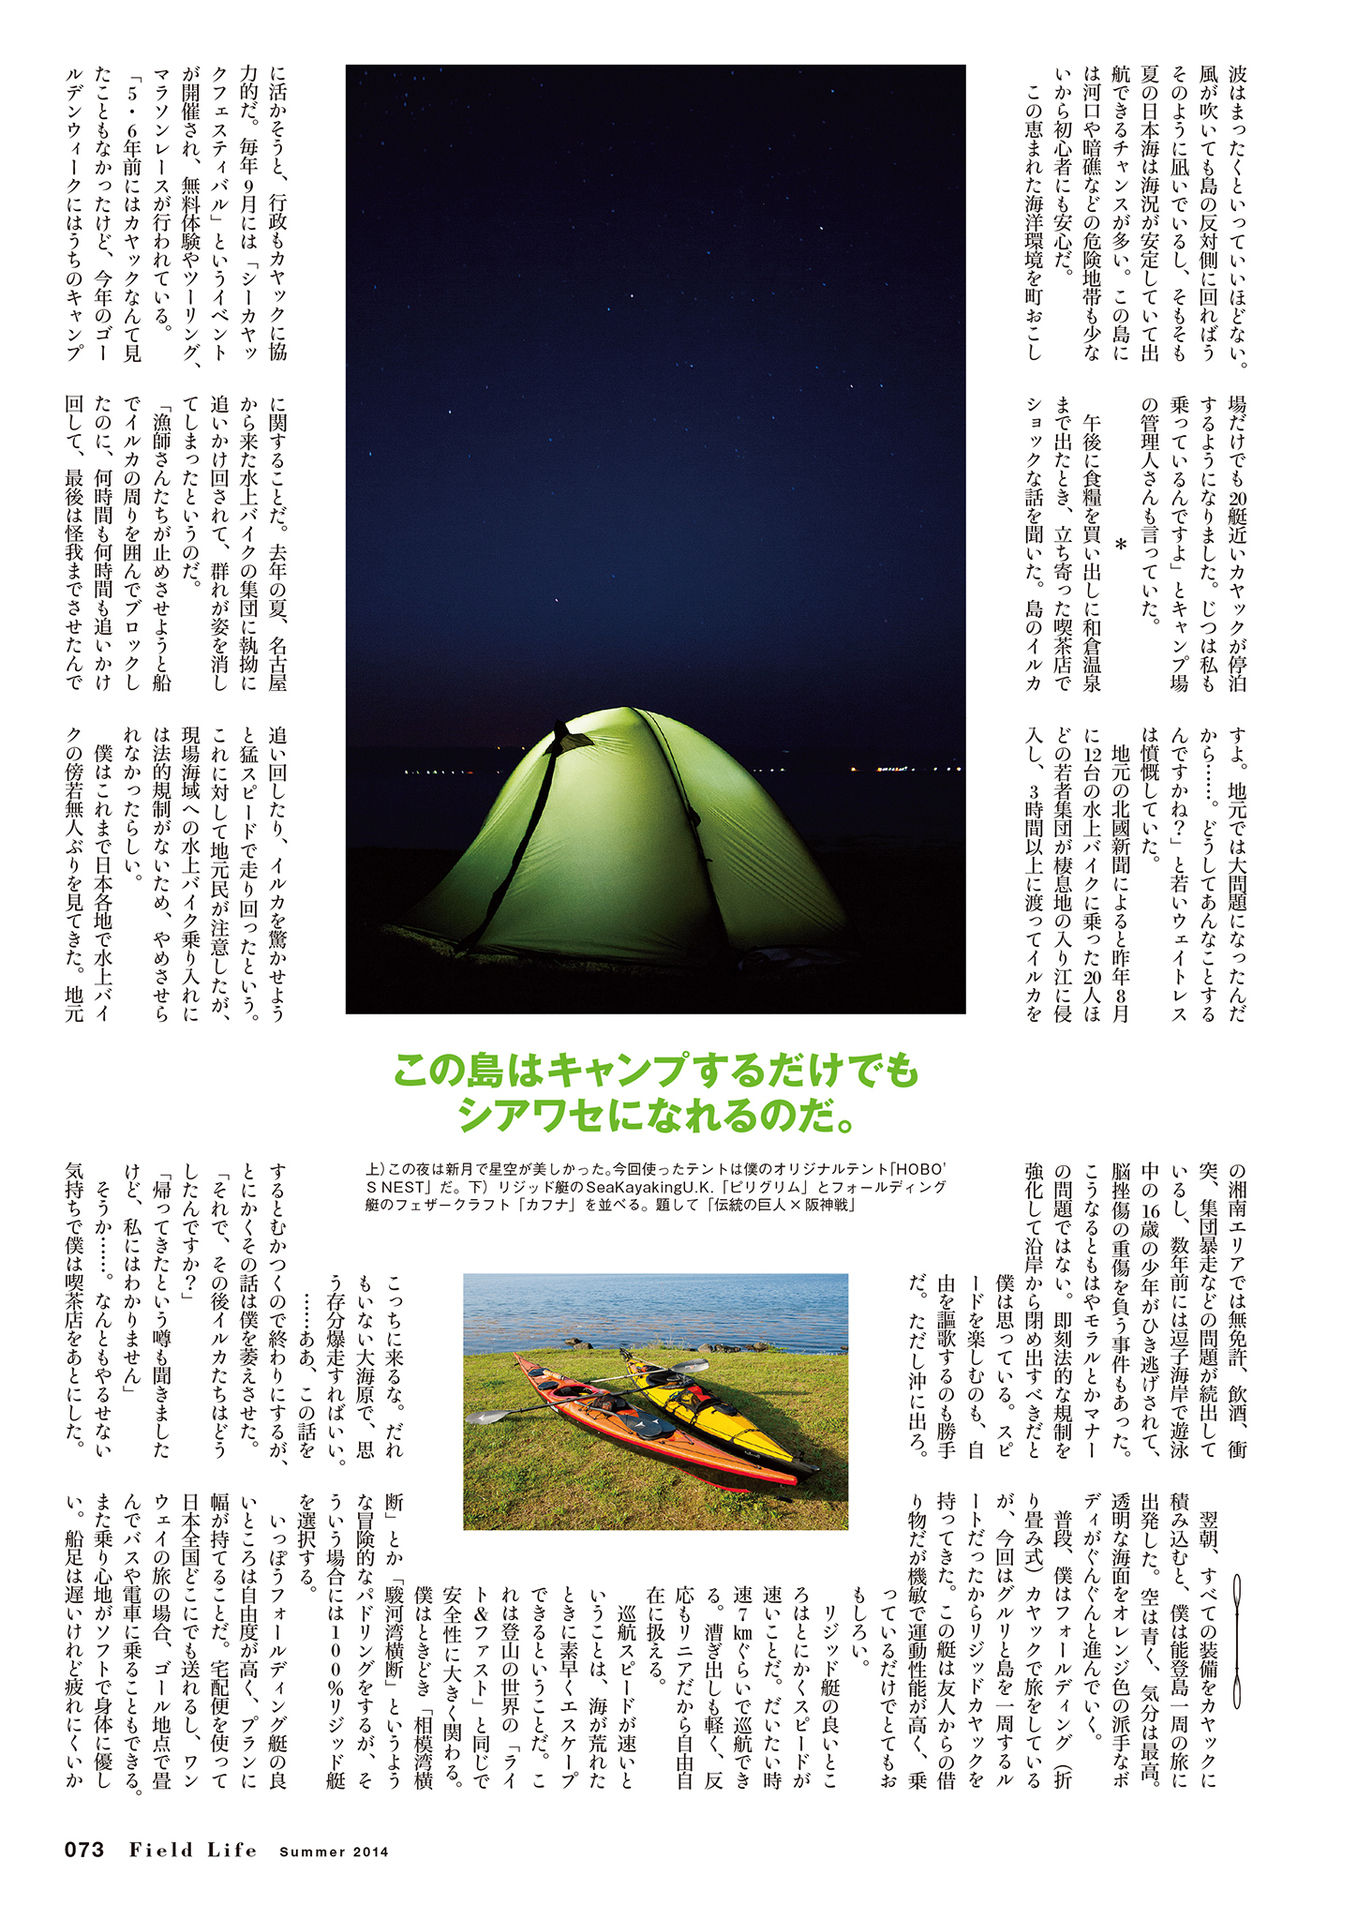 波はまったくといっていいほどない。
風が吹いても島の反対側に回ればう
そのように凪いでいるし、そもそも
夏の日本海は海況が安定していて出
航できるチャンスが多い。この島に
は河口や暗礁などの危険地帯も少な
いから初心者にも安心だ。
この恵まれた海洋環境を町おこし
に活かそうと、行政もカヤックに協
力的だ。毎年9月には「シーカヤッ
クフェスティバル」というイベント
が開催され、無料体験やツーリング、
マラソンレースが行われている。
「5・6年前にはカヤックなんて見
たこともなかったけど、今年のゴー
ルデンウィークにはうちのキャンプ
場だけでも20艇近いカヤックが停泊
するようになりました。じつは私も
乗っているんですよ」とキャンプ場
の管理人さんも言っていた。
＊
午後に食糧を買い出しに和倉温泉
まで出たとき、立ち寄った喫茶店で
ショックな話を聞いた。島のイルカ
に関することだ。去年の夏、名古屋
から来た水上バイクの集団に執拗に
追いかけ回されて、群れが姿を消し
てしまったというのだ。
「漁師さんたちが止めさせようと船
でイルカの周りを囲んでブロックし
たのに、何時間も何時間も追いかけ
回して、最後は怪我までさせたんで
すよ。地元では大問題になったんだ
から……。どうしてあんなことする
んですかね？」と若いウェイトレス
は憤慨していた。
地元の北國新聞によると昨年8月
に12台の水上バイクに乗った20人ほ
どの若者集団が棲息地の入り江に侵
入し、3時間以上に渡ってイルカを
追い回したり、イルカを驚かせよう
と猛スピードで走り回ったという。
これに対して地元民が注意したが、
現場海域への水上バイク乗り入れに
は法的規制がないため、やめさせら
れなかったらしい。
僕はこれまで日本各地で水上バイ
クの傍若無人ぶりを見てきた。地元
この島はキャンプするだけでも
シアワセになれるのだ。
上）この夜は新月で星空が美しかった。今回使ったテントは僕のオリジナルテント「HOBO'
S NEST」だ。下）リジッド艇のSeaKayakingU.K.「ピリグリム」とフォールディング
艇のフェザークラフト「カフナ」を並べる。題して「伝統の巨人×阪神戦」
の湘南エリアでは無免許、飲酒、衝
突、集団暴走などの問題が続出して
いるし、数年前には逗子海岸で遊泳
中の16歳の少年がひき逃げされて、
脳挫傷の重傷を負う事件もあった。
こうなるともはやモラルとかマナー
の問題ではない。即刻法的な規制を
強化して沿岸から閉め出すべきだと
僕は思っている。スピ
ードを楽しむのも、自
由を謳歌するのも勝手
だ。ただし沖に出ろ。
こっちに来るな。だれ
もいない大海原で、思
う存分爆走すればいい。
……ああ、この話を
するとむかつくので終わりにするが、
とにかくその話は僕を萎えさせた。
「それで、その後イルカたちはどう
したんですか？」
「帰ってきたという噂も聞きました
けど、私にはわかりません」
そうか……。なんともやるせない
気持ちで僕は喫茶店をあとにした。
翌朝、すべての装備をカヤックに
積み込むと、僕は能登島一周の旅に
出発した。空は青く、気分は最高。
透明な海面をオレンジ色の派手なボ
ディがぐんぐんと進んでいく。
普段、僕はフォールディング（折
り畳み式）カヤックで旅をしている
が、今回はグルリと島を一周するル
ートだったからリジッドカヤックを
持ってきた。この艇は友人からの借
り物だが機敏で運動性能が高く、乗
っているだけでとてもお
もしろい。
リジッド艇の良いとこ
ろはとにかくスピードが
速いことだ。だいたい時
速7㎞ぐらいで巡航でき
る。漕ぎ出しも軽く、反
応もリニアだから自由自
在に扱える。
巡航スピードが速いと
いうことは、海が荒れた
ときに素早くエスケープ
できるということだ。こ
れは登山の世界の「ライ
ト&ファスト」と同じで
安全性に大きく関わる。
僕はときどき「相模湾横
断」とか「駿河湾横断」というよう
な冒険的なパドリングをするが、そ
ういう場合には100%リジッド艇
を選択する。
いっぽうフォールディング艇の良
いところは自由度が高く、プランに
幅が持てることだ。宅配便を使って
日本全国どこにでも送れるし、ワン
ウェイの旅の場合、ゴール地点で畳
んでバスや電車に乗ることもできる。
また乗り心地がソフトで身体に優し
い。船足は遅いけれど疲れにくいか
073 Field Life Summer 2014